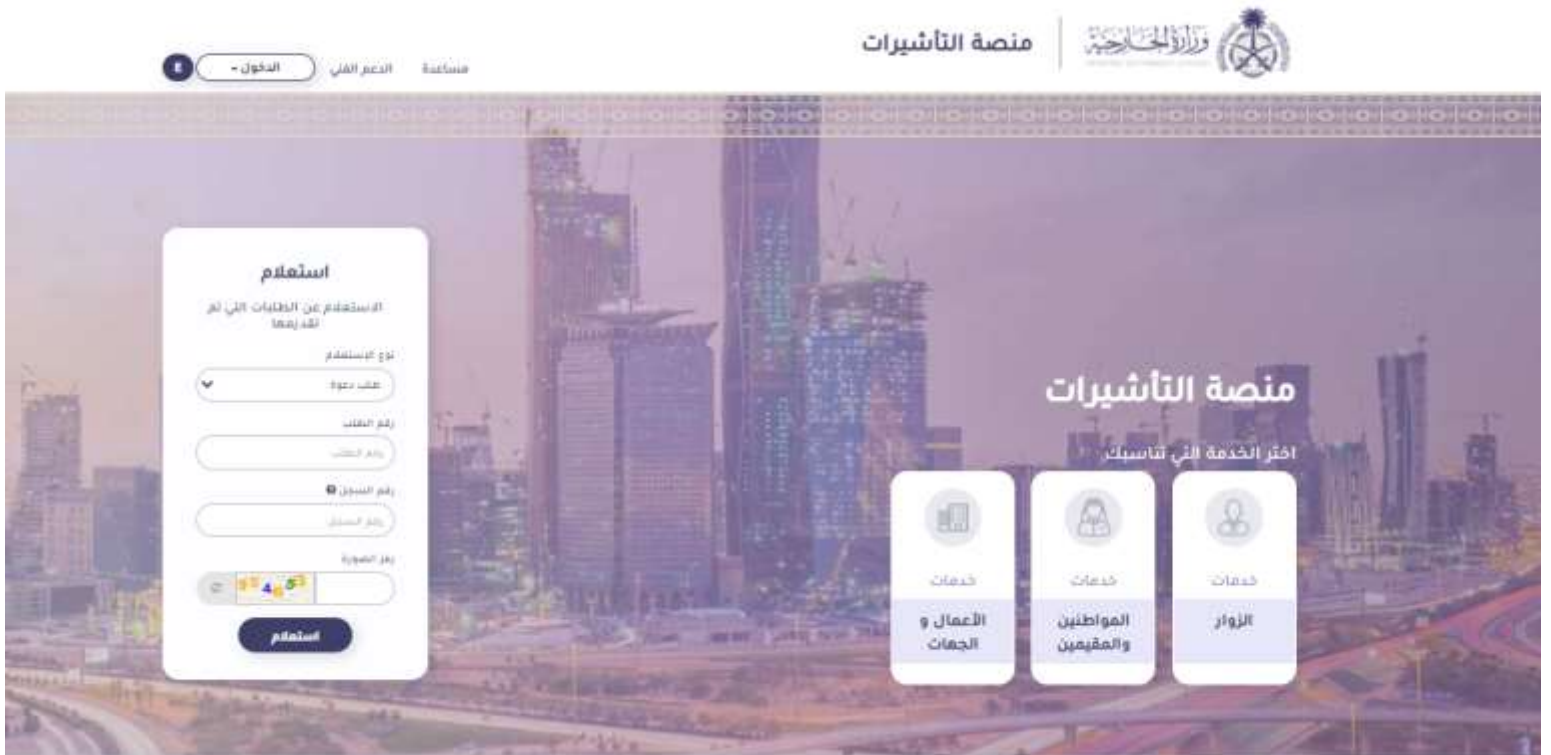 وزارة الخارجية
منصة التأشيرات
مساعدة
الدعم الفني
الدخول
E
منصة التأشيرات
اختر الخدمة التي تناسبك
خدمات
الزوار
خدمات
المواطنين
والمقيمين
خدمات
الأعمال و
الجهات
استعلام
الاستعلام عن الطلبات التي تم
تقديمها
نوع الإستعلام
طلب دعوة
رقم الطلب
رقم الطلب
رقم السجل
رقم السجل
رمز الصورة
استعلام